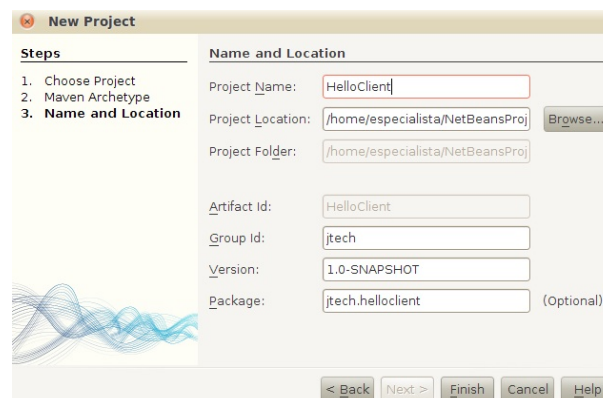 New Project
Steps
1. Choose Project
2. Maven Archetype
3. Name and Location
Name and Location
Project Name: HelloClient
Project Location: /home/especialista/NetBeansProj Browse...
Project Folder: /home/especialista/NetBeansProj
Artifact Id: HelloClient
Group Id: jtech
Version: 1.0-SNAPSHOT
Package: jtech.helloclient (Optional)
< Back Next > Finish Cancel Help